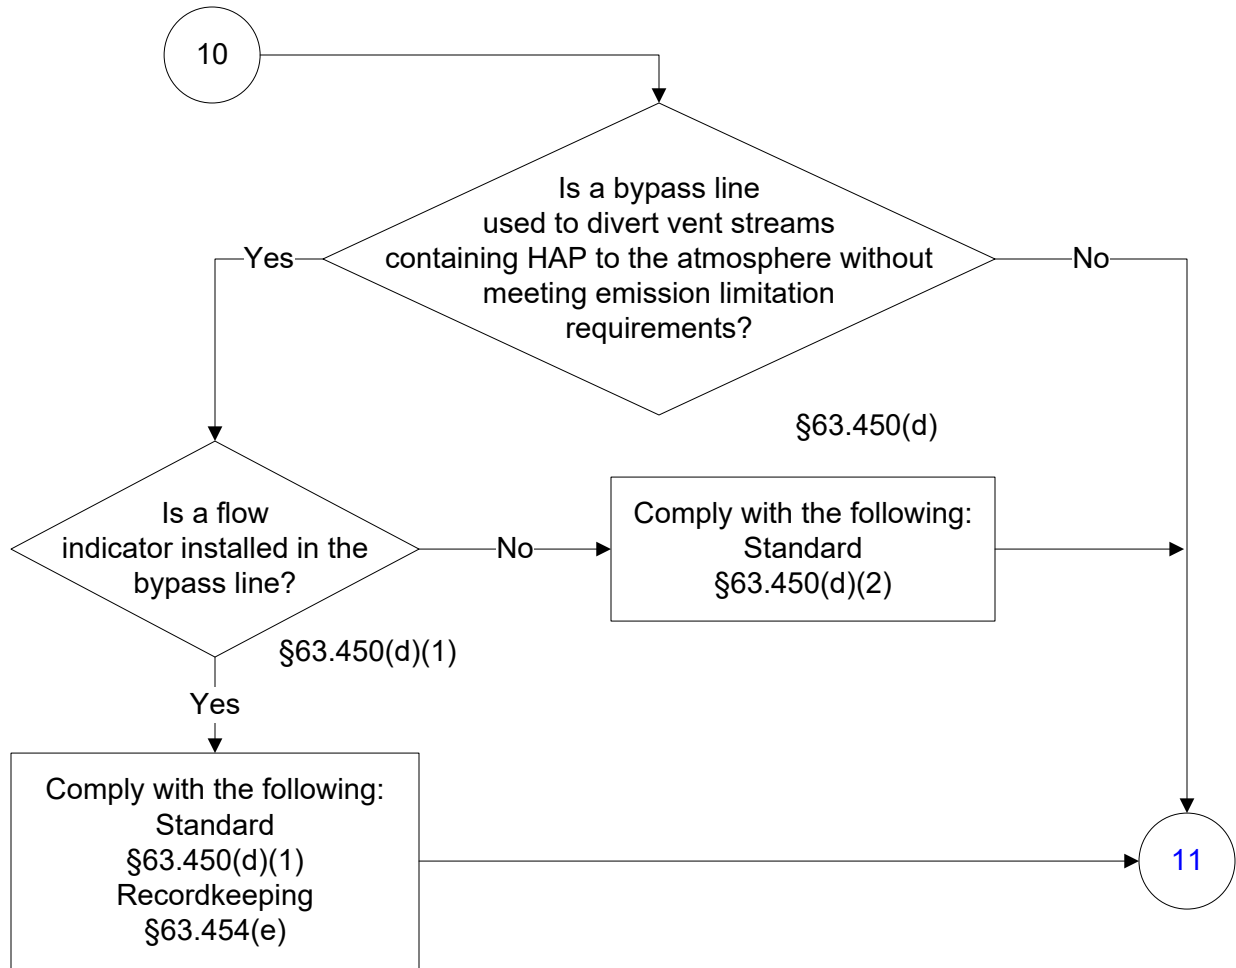 10
Is a bypass line
used to divert vent streams
containing HAP to the atmosphere without
meeting emission limitation
requirements?
Yes
No
§63.450(d)
Is a flow
indicator installed in the
bypass line?
No
Comply with the following:
Standard
§63.450(d)(2)
§63.450(d)(1)
Yes
Comply with the following:
Standard
§63.450(d)(1)
Recordkeeping
§63.454(e)
11